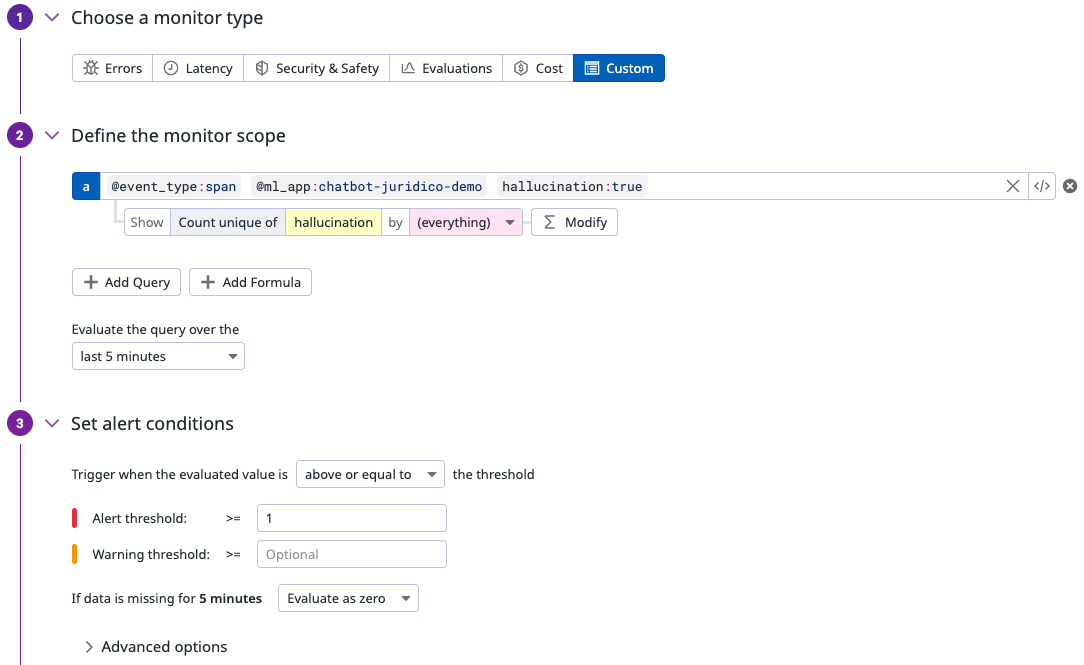 1 Choose a monitor type
Errors Latency Security & Safety Evaluations Cost Custom
2 Define the monitor scope
a @event_type:span @ml_app:chatbot-juridico-demo hallucination:true </>
Show Count unique of hallucination by (everything) Σ Modify
+ Add Query + Add Formula
Evaluate the query over the
last 5 minutes
3 Set alert conditions
Trigger when the evaluated value is above or equal to the threshold
Alert threshold: >= 1
Warning threshold: >= Optional
If data is missing for 5 minutes Evaluate as zero
Advanced options